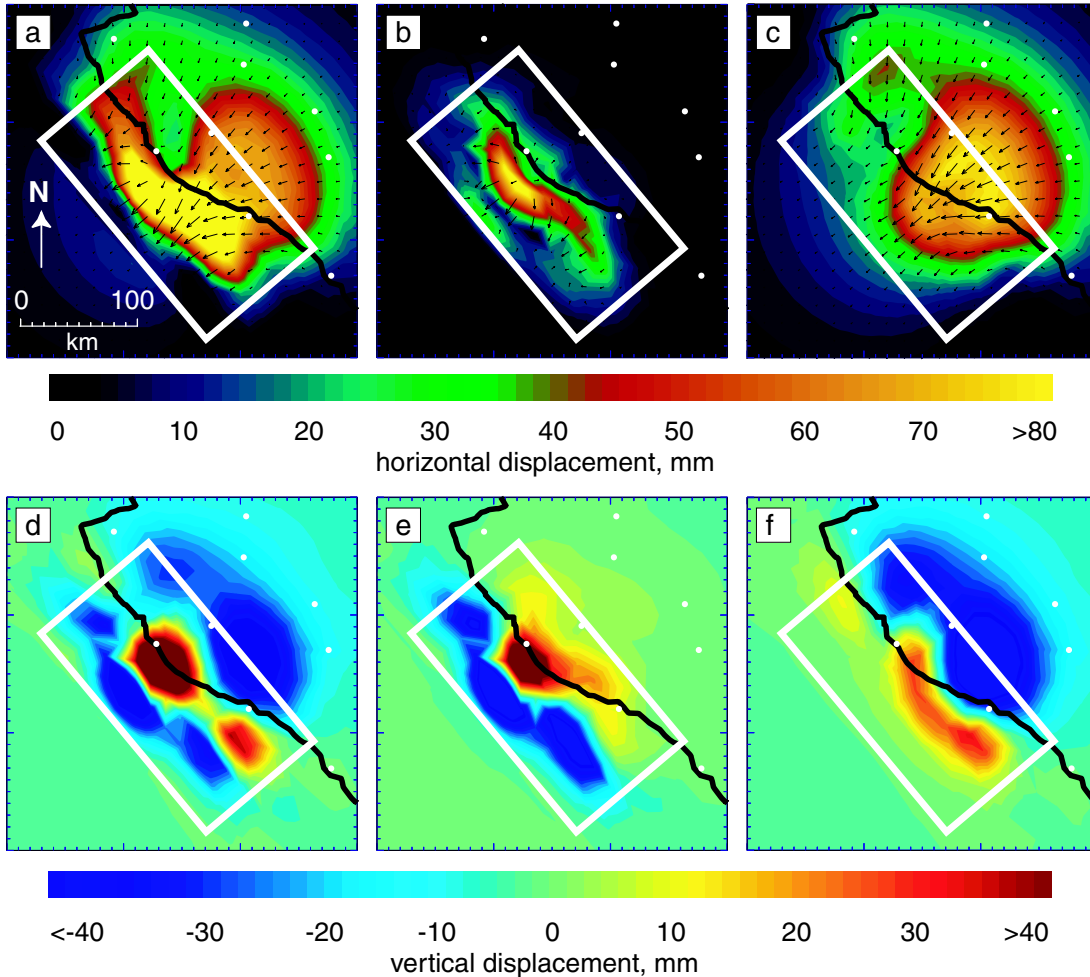 a
b
c
N
0 100
km
0 10 20 30 40 50 60 70 >80
horizontal displacement, mm
d
e
f
<-40 -30 -20 -10 0 10 20 30 >40
vertical displacement, mm